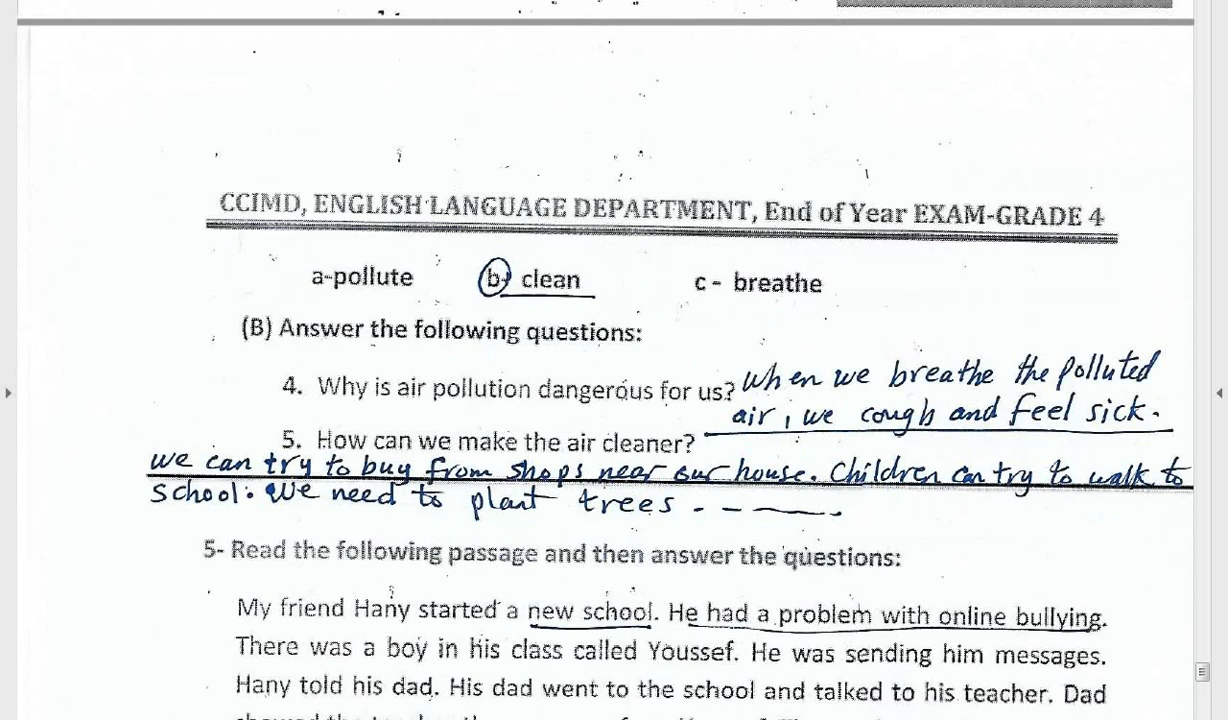 CCIMD, ENGLISH LANGUAGE DEPARTMENT, End of Year EXAM-GRADE 4
a-pollute b- clean c - breathe
(B) Answer the following questions:
4. Why is air pollution dangerous for us? When we breathe the polluted
air, we cough and feel sick.
5. How can we make the air cleaner?
we can try to buy from shops near our house. Children can try to walk to
school. We need to plant trees . - ———.
5- Read the following passage and then answer the questions:
My friend Hany started a new school. He had a problem with online bullying.
There was a boy in his class called Youssef. He was sending him messages.
Hany told his dad. His dad went to the school and talked to his teacher. Dad